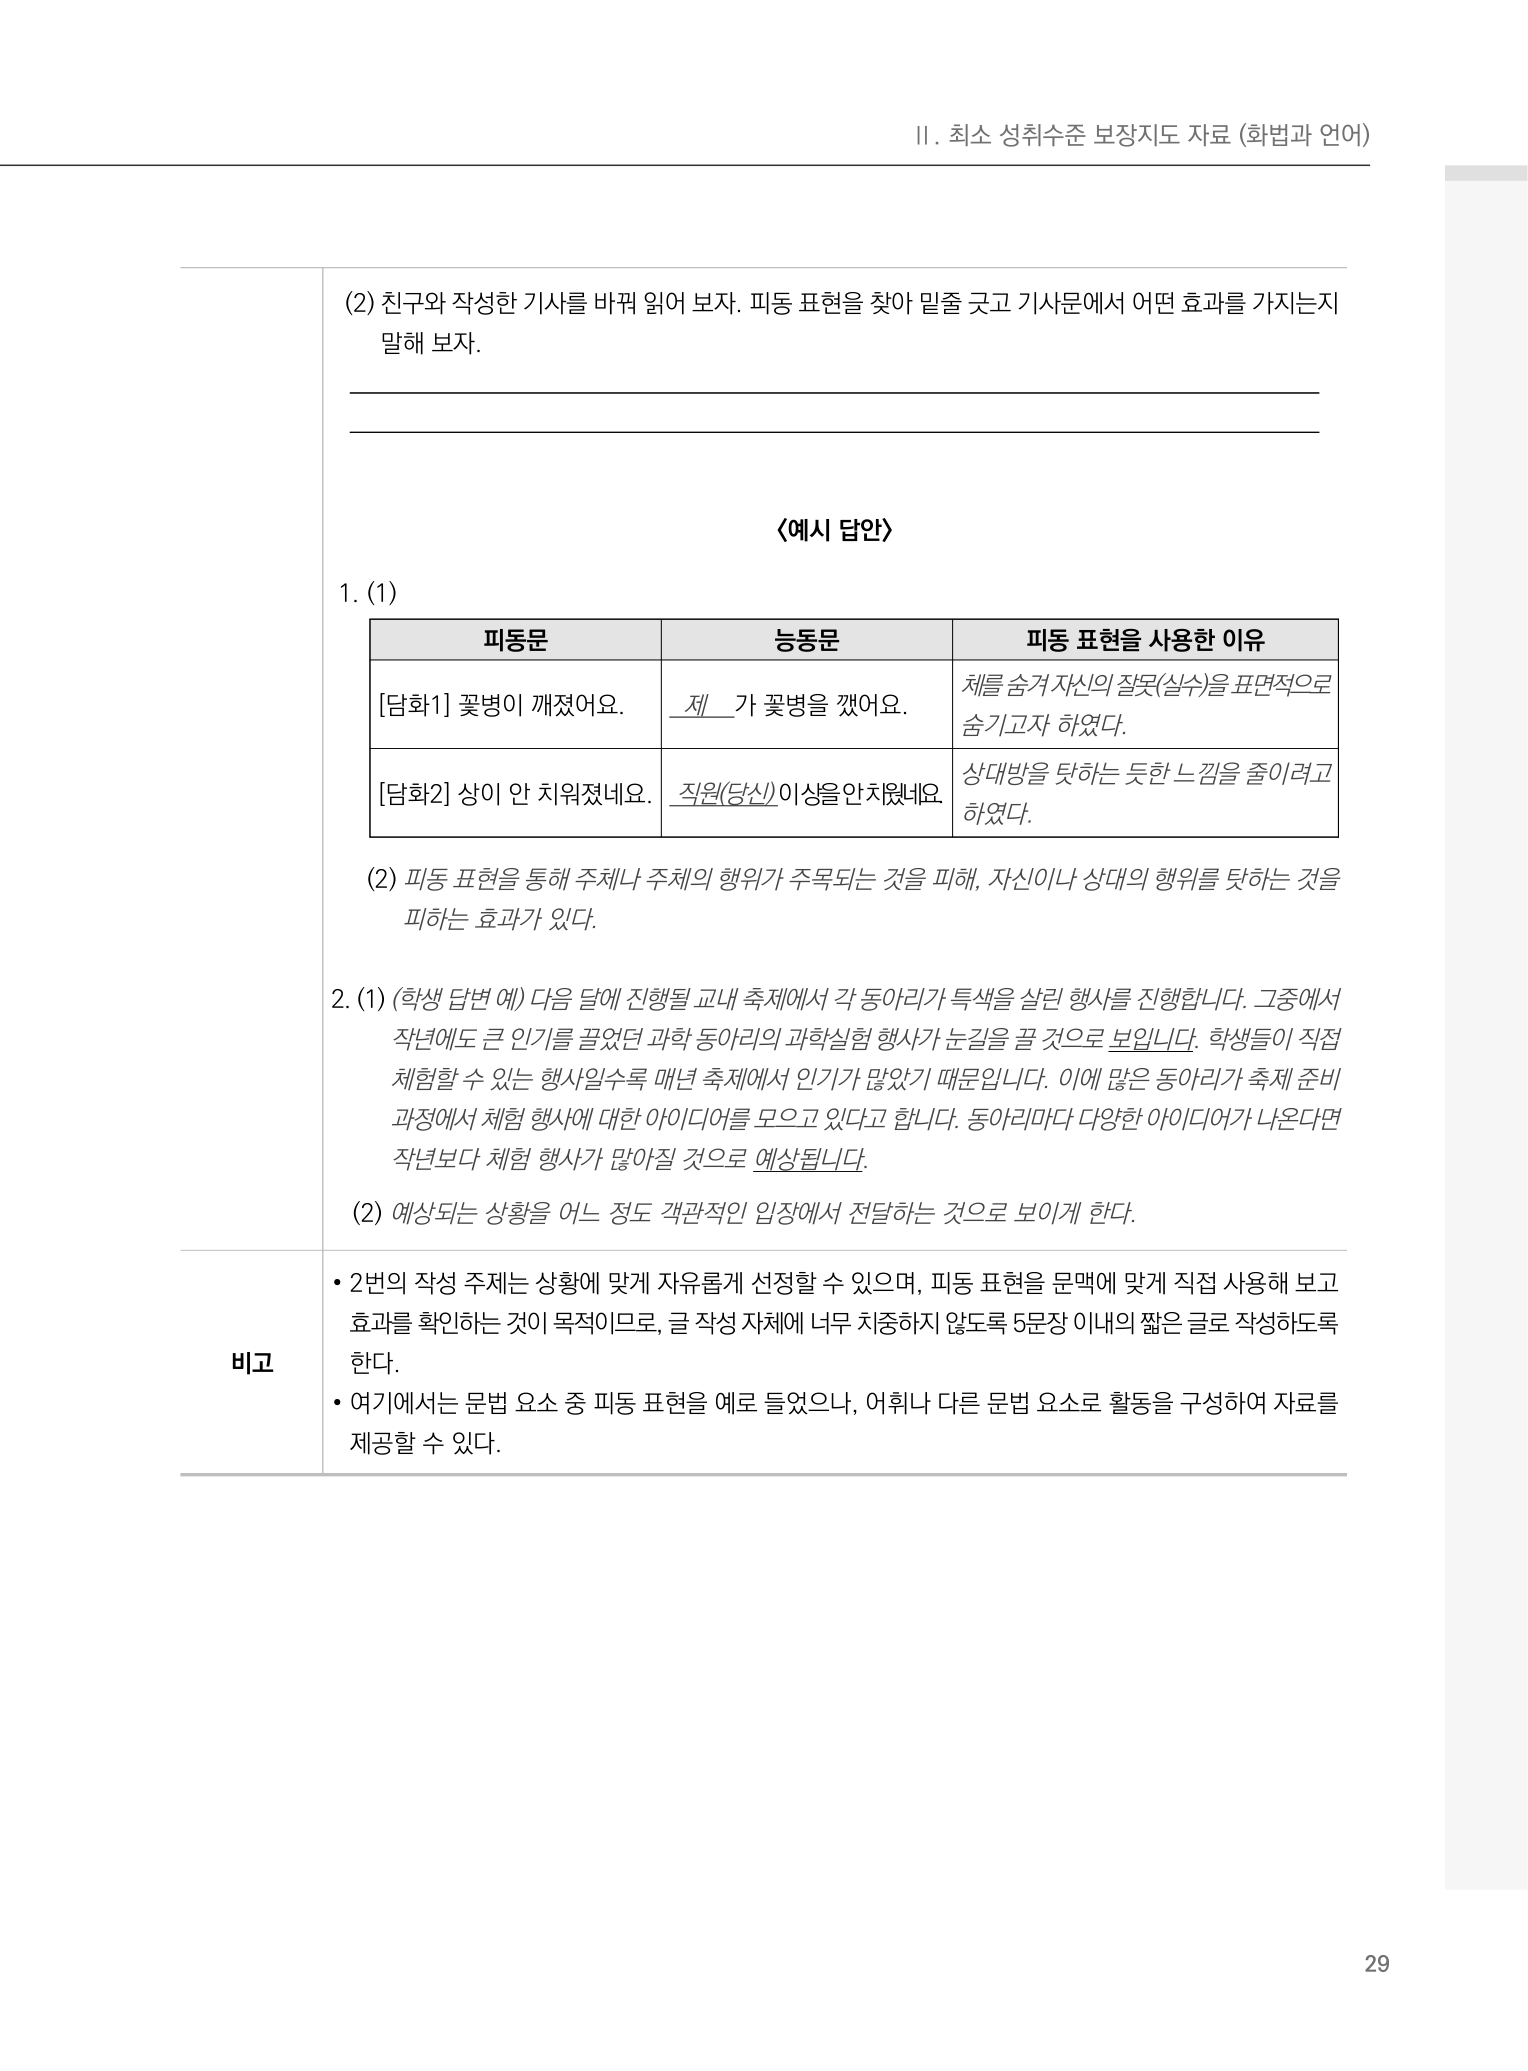 Ⅱ. 최소 성취수준 보장지도 자료 (화법과 언어)
(2) 친구와 작성한 기사를 바꿔 읽어 보자. 피동 표현을 찾아 밑줄 긋고 기사문에서 어떤 효과를 가지는지
말해 보자.
〈예시 답안〉
1. (1)
피동문 능동문 피동 표현을 사용한 이유
[담화1] 꽃병이 깨졌어요. 제 가 꽃병을 깼어요. 체를 숨겨 자신의 잘못(실수)을 표면적으로
숨기고자 하였다.
[담화2] 상이 안 치워졌네요. 직원(당신) 이 상을 안 치웠네요. 상대방을 탓하는 듯한 느낌을 줄이려고
하였다.
(2) 피동 표현을 통해 주체나 주체의 행위가 주목되는 것을 피해, 자신이나 상대의 행위를 탓하는 것을
피하는 효과가 있다.
2. (1) (학생 답변 예) 다음 달에 진행될 교내 축제에서 각 동아리가 특색을 살린 행사를 진행합니다. 그중에서
작년에도 큰 인기를 끌었던 과학 동아리의 과학실험 행사가 눈길을 끌 것으로 보입니다. 학생들이 직접
체험할 수 있는 행사일수록 매년 축제에서 인기가 많았기 때문입니다. 이에 많은 동아리가 축제 준비
과정에서 체험 행사에 대한 아이디어를 모으고 있다고 합니다. 동아리마다 다양한 아이디어가 나온다면
작년보다 체험 행사가 많아질 것으로 예상됩니다.
(2) 예상되는 상황을 어느 정도 객관적인 입장에서 전달하는 것으로 보이게 한다.
비고
• 2번의 작성 주제는 상황에 맞게 자유롭게 선정할 수 있으며, 피동 표현을 문맥에 맞게 직접 사용해 보고
효과를 확인하는 것이 목적이므로, 글 작성 자체에 너무 치중하지 않도록 5문장 이내의 짧은 글로 작성하도록
한다.
• 여기에서는 문법 요소 중 피동 표현을 예로 들었으나, 어휘나 다른 문법 요소로 활동을 구성하여 자료를
제공할 수 있다.
29